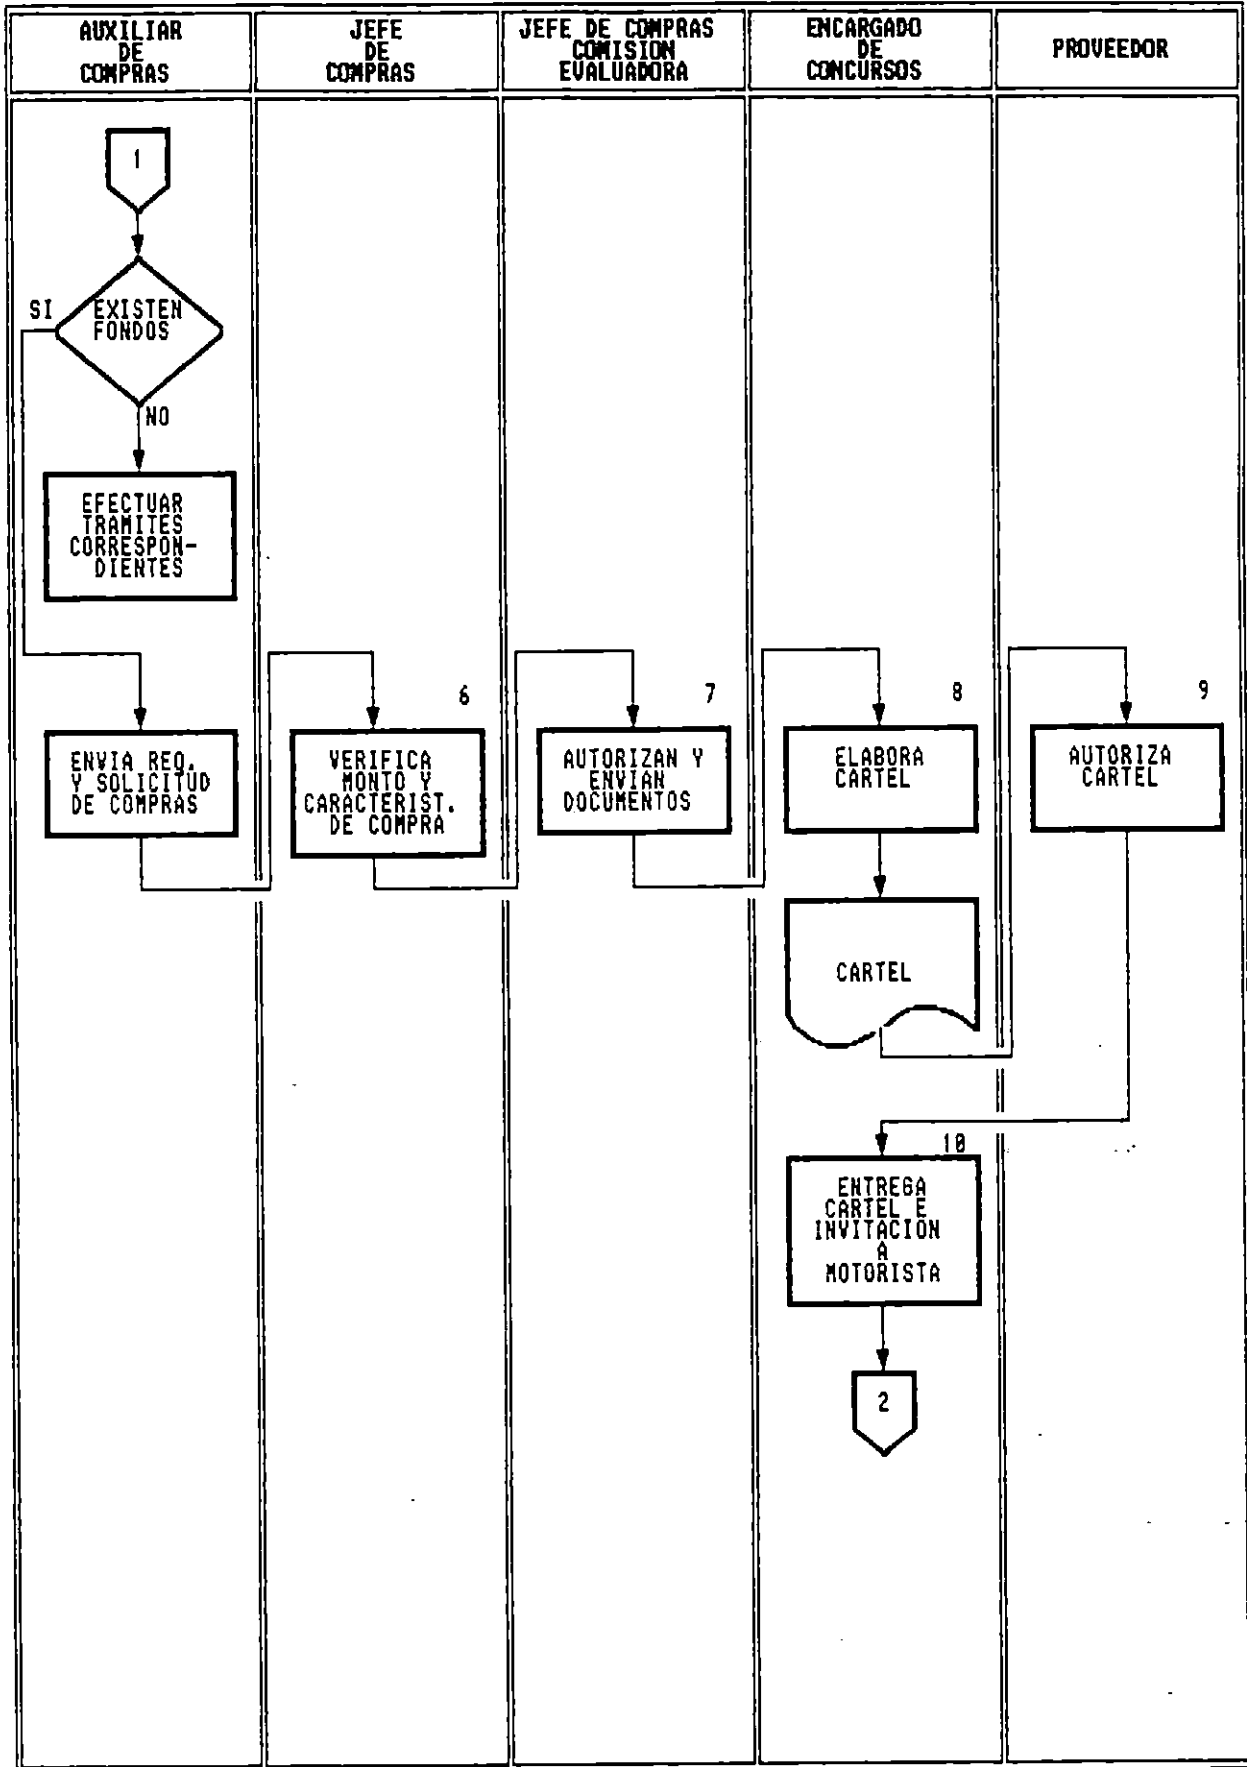 AUXILIAR
DE
COMPRAS
JEFE
DE
COMPRAS
JEFE DE COMPRAS
COMISION
EVALUADORA
ENCARGADO
DE
CONCURSOS
PROVEEDOR
1
EXISTEN
FONDOS
SI
NO
EFECTUAR
TRAMITES
CORRESPON-
DIENTES
ENVIA REQ.
Y SOLICITUD
DE COMPRAS
6
VERIFICA
MONTO Y
CARACTERIST.
DE COMPRA
7
AUTORIZAN Y
ENVIAN
DOCUMENTOS
8
ELABORA
CARTEL
CARTEL
9
AUTORIZA
CARTEL
10
ENTREGA
CARTEL E
INVITACION
A
MOTORISTA
2